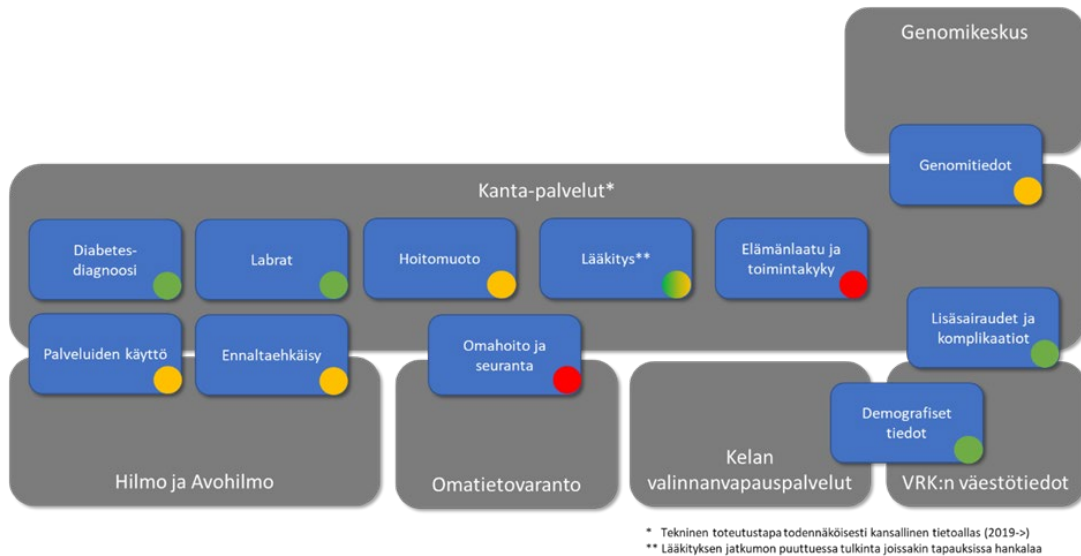 Genomikeskus
Genomitiedot
Kanta-palvelut*
Diabetes-
diagnoosi
Labrat
Hoitomuoto
Lääkitys**
Elämänlaatu ja
toimintakyky
Lisäsairaudet ja
komplikaatiot
Palveluiden käyttö
Ennaltaehkäisy
Omahoito ja
seuranta
Demografiset
tiedot
Hilmo ja Avohilmo
Omatietovaranto
Kelan
valinnanvapauspalvelut
VRK:n väestötiedot
* Tekninen toteutustapa todennäköisesti kansallinen tietoallas (2019->)
** Lääkityksen jatkumon puuttuessa tulkinta joissakin tapauksissa hankalaa